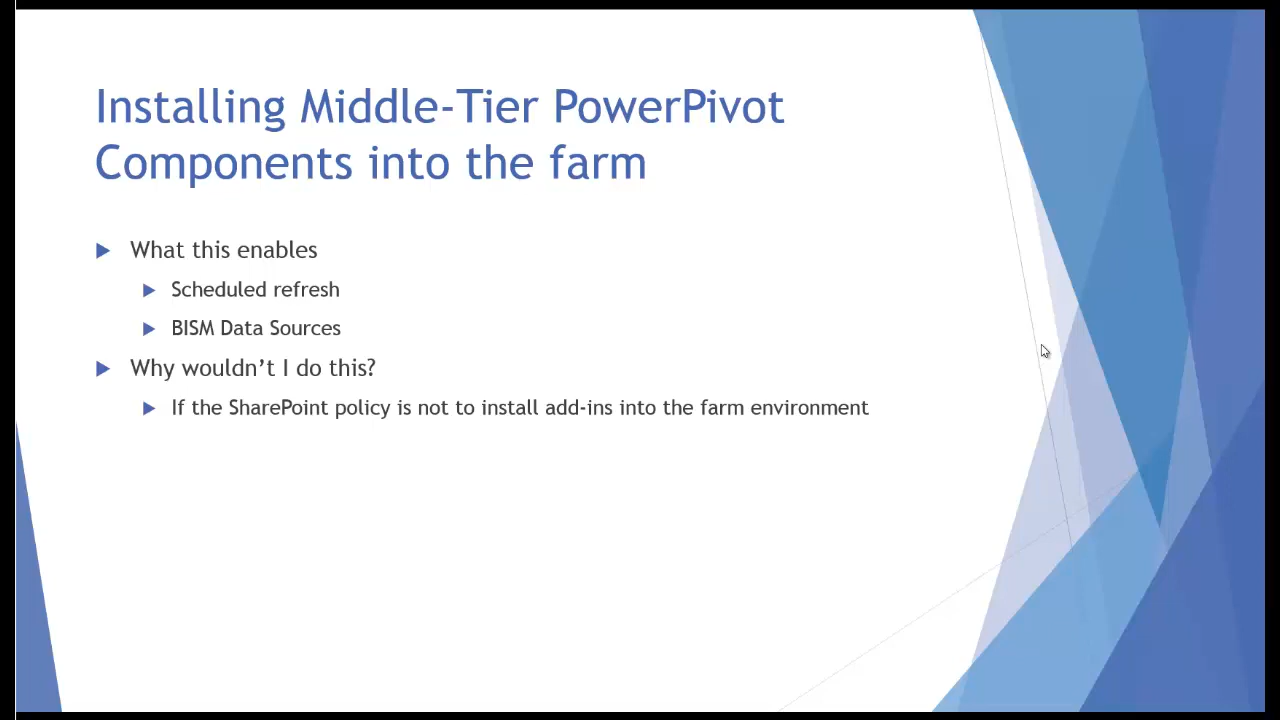 Installing Middle-Tier PowerPivot
Components into the farm
What this enables
Scheduled refresh
BISM Data Sources
Why wouldn’t I do this?
If the SharePoint policy is not to install add-ins into the farm environment